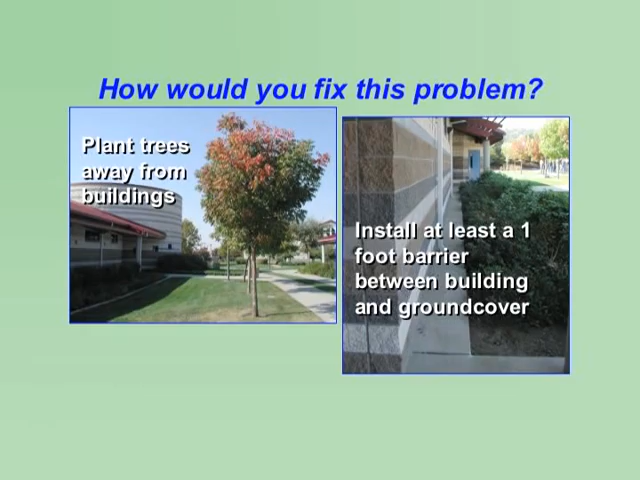 How would you fix this problem?
Plant trees
away from
buildings
Install at least a 1
foot barrier
between building
and groundcover